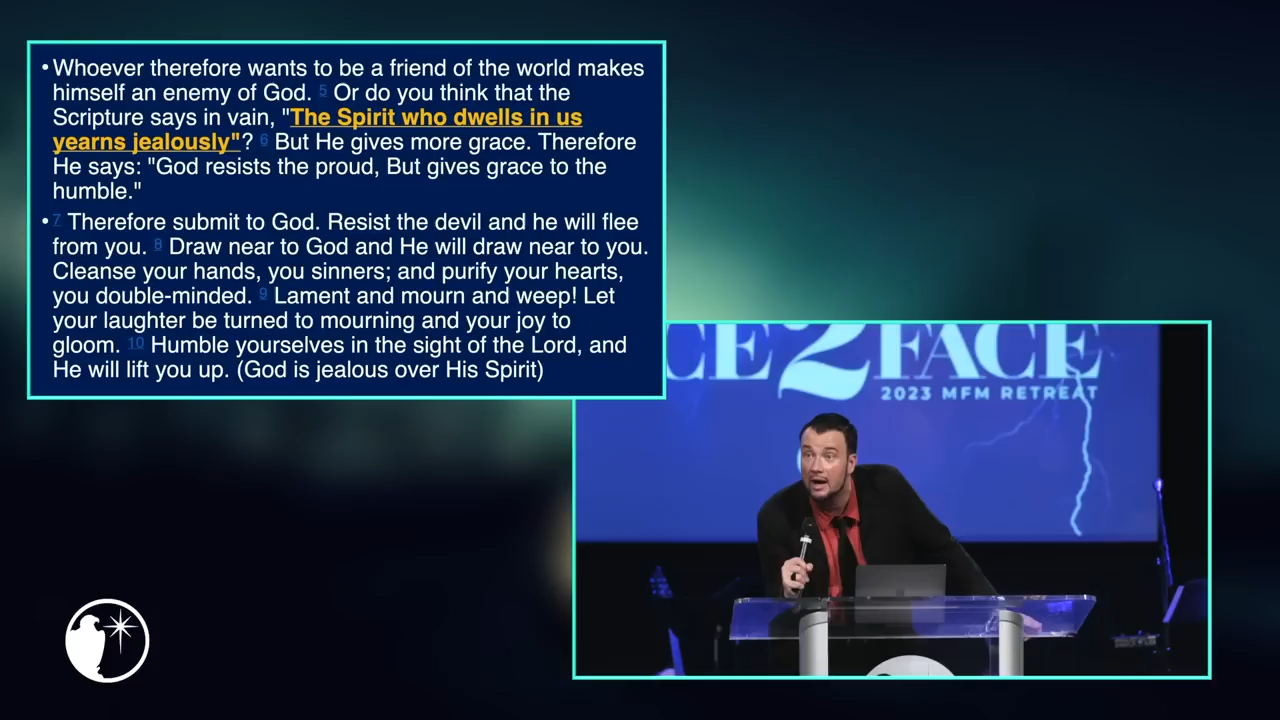 • Whoever therefore wants to be a friend of the world makes
himself an enemy of God. 5 Or do you think that the
Scripture says in vain, "The Spirit who dwells in us
yearns jealously"? 6 But He gives more grace. Therefore
He says: "God resists the proud, But gives grace to the
humble."
• 7 Therefore submit to God. Resist the devil and he will flee
from you. 8 Draw near to God and He will draw near to you.
Cleanse your hands, you sinners; and purify your hearts,
you double-minded. 9 Lament and mourn and weep! Let
your laughter be turned to mourning and your joy to
gloom. 10 Humble yourselves in the sight of the Lord, and
He will lift you up. (God is jealous over His Spirit)
CE 2 FACE
2023 MFM RETREAT